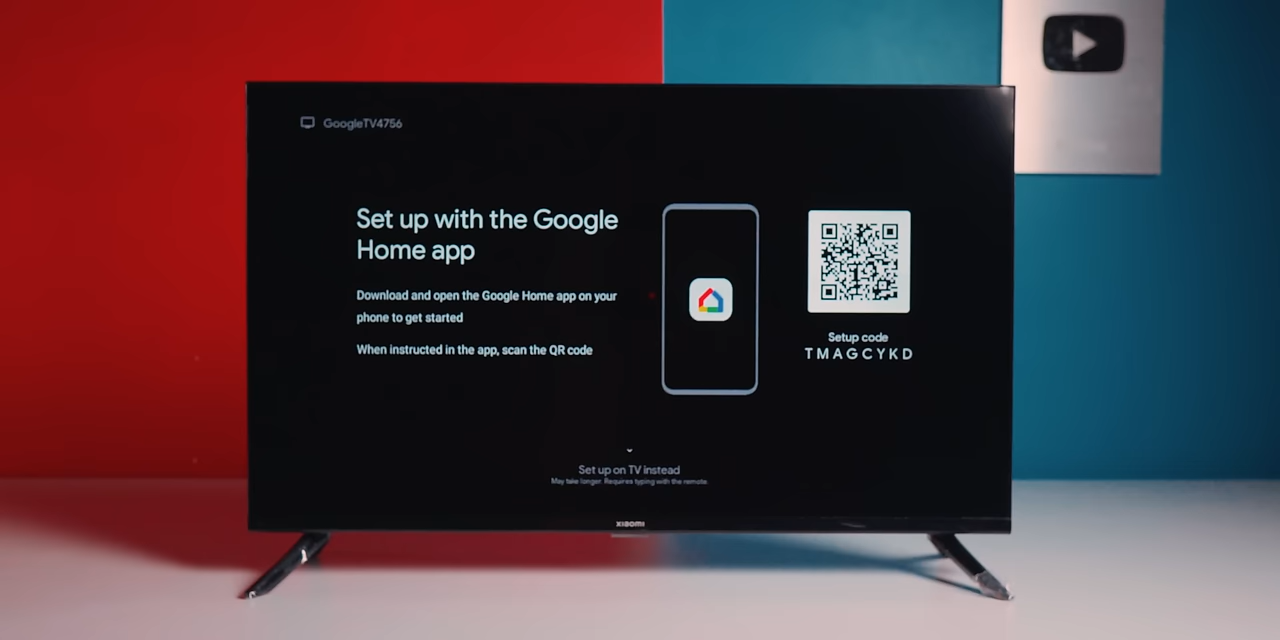 GoogleTV4756
Set up with the Google
Home app
Download and open the Google Home app on your
phone to get started
When instructed in the app, scan the QR code
Setup code
TMAGCYKD
Set up on TV instead
May take longer. Requires typing with the remote.
xiaomi